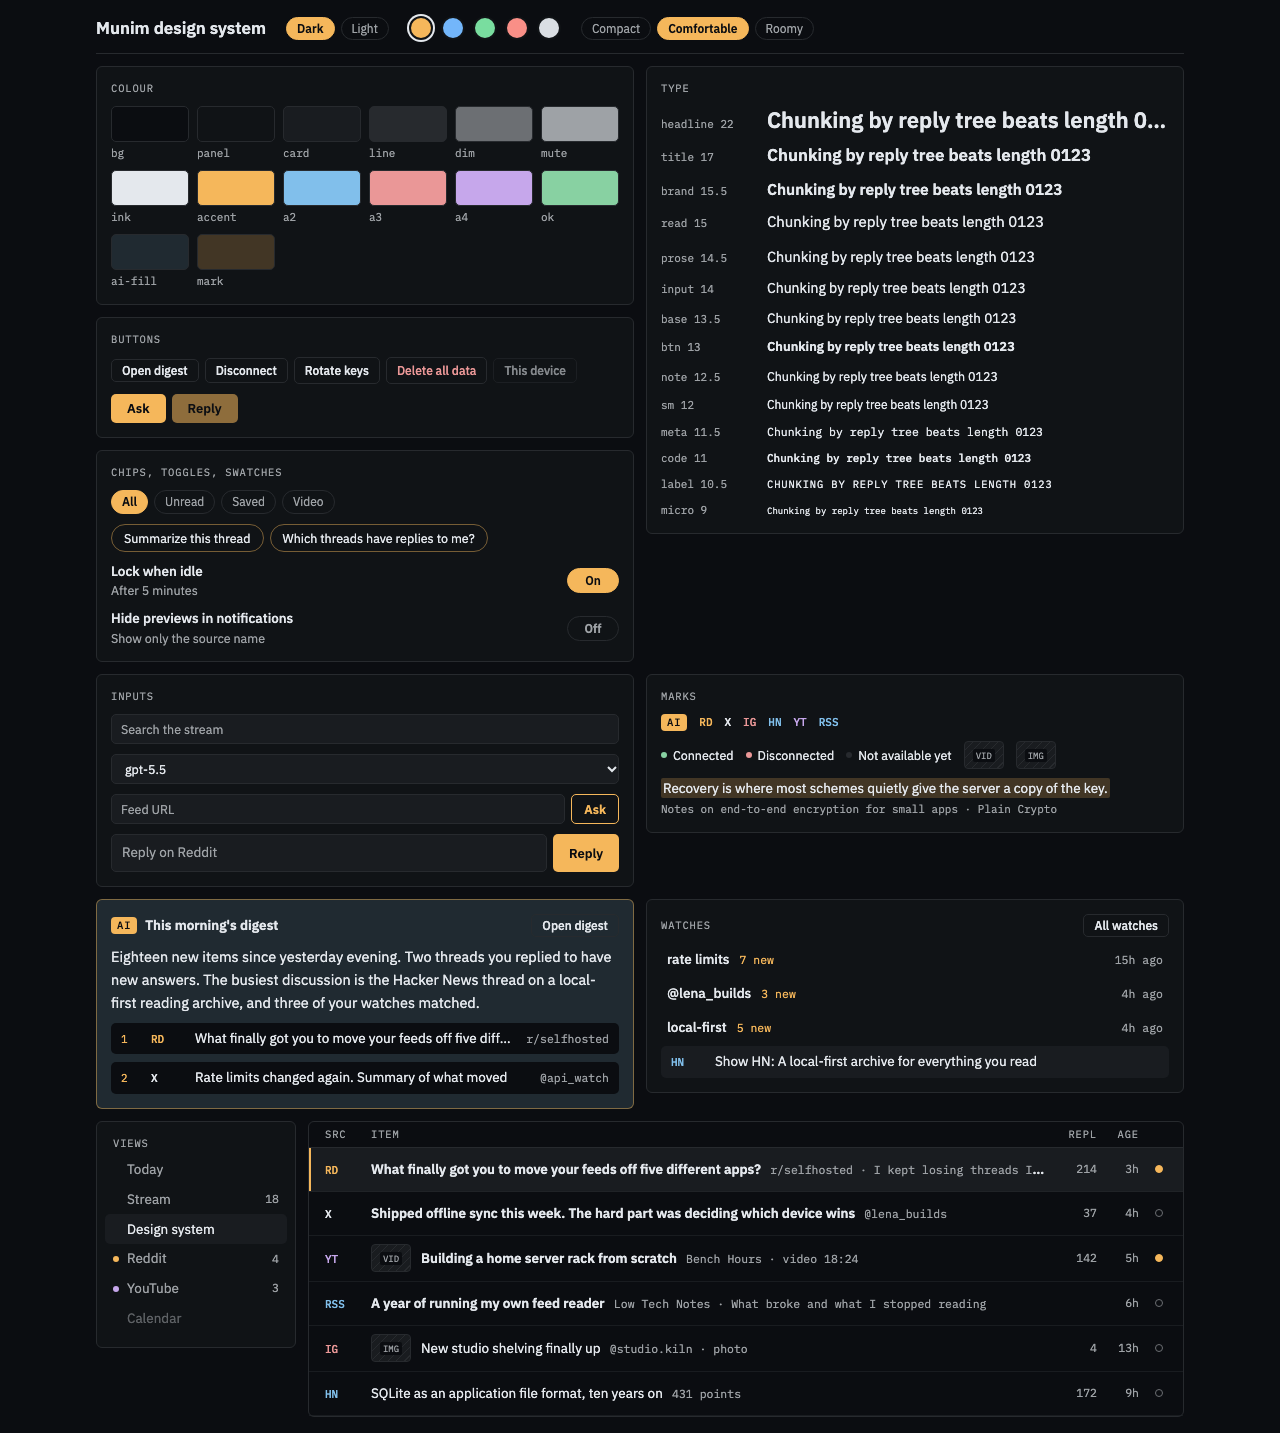 Munim design system Dark Light Compact Comfortable Roomy
COLOUR
bg panel card line dim mute
ink accent a2 a3 a4 ok
ai-fill mark
TYPE
headline 22 Chunking by reply tree beats length 0…
title 17 Chunking by reply tree beats length 0123
brand 15.5 Chunking by reply tree beats length 0123
read 15 Chunking by reply tree beats length 0123
prose 14.5 Chunking by reply tree beats length 0123
input 14 Chunking by reply tree beats length 0123
base 13.5 Chunking by reply tree beats length 0123
btn 13 Chunking by reply tree beats length 0123
note 12.5 Chunking by reply tree beats length 0123
sm 12 Chunking by reply tree beats length 0123
meta 11.5 Chunking by reply tree beats length 0123
code 11 Chunking by reply tree beats length 0123
label 10.5 CHUNKING BY REPLY TREE BEATS LENGTH 0123
micro 9 Chunking by reply tree beats length 0123
BUTTONS
Open digest Disconnect Rotate keys Delete all data This device
Ask Reply
CHIPS, TOGGLES, SWATCHES
All Unread Saved Video
Summarize this thread Which threads have replies to me?
Lock when idle
After 5 minutes
On
Hide previews in notifications
Show only the source name
Off
INPUTS
Search the stream
gpt-5.5
Feed URL Ask
Reply on Reddit Reply
MARKS
AI RD X IG HN YT RSS
Connected Disconnected Not available yet VID IMG
Recovery is where most schemes quietly give the server a copy of the key.
Notes on end-to-end encryption for small apps · Plain Crypto
AI This morning's digest Open digest
Eighteen new items since yesterday evening. Two threads you replied to have
new answers. The busiest discussion is the Hacker News thread on a local-
first reading archive, and three of your watches matched.
1 RD What finally got you to move your feeds off five diff… r/selfhosted
2 X Rate limits changed again. Summary of what moved @api_watch
WATCHES All watches
rate limits 7 new 15h ago
@lena_builds 3 new 4h ago
local-first 5 new 4h ago
HN Show HN: A local-first archive for everything you read
VIEWS
Today
Stream 18
Design system
Reddit 4
YouTube 3
Calendar
SRC ITEM REPL AGE
RD What finally got you to move your feeds off five different apps? r/selfhosted · I kept losing threads I… 214 3h
X Shipped offline sync this week. The hard part was deciding which device wins @lena_builds 37 4h
YT VID Building a home server rack from scratch Bench Hours · video 18:24 142 5h
RSS A year of running my own feed reader Low Tech Notes · What broke and what I stopped reading 6h
IG IMG New studio shelving finally up @studio.kiln · photo 4 13h
HN SQLite as an application file format, ten years on 431 points 172 9h